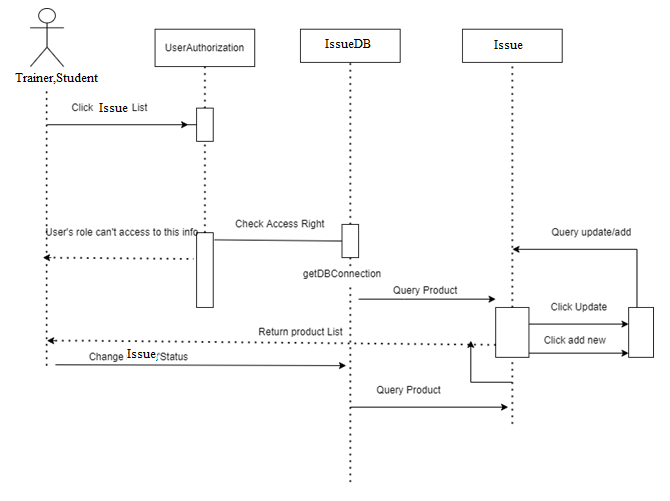 UserAuthorization
IssueDB
Issue
Trainer,Student
Click Issue List
Check Access Right
User's role can't access to this info
Query update/add
getDBConnection
Query Product
Click Update
Return product List
Click add new
Change Issue,Status
Query Product